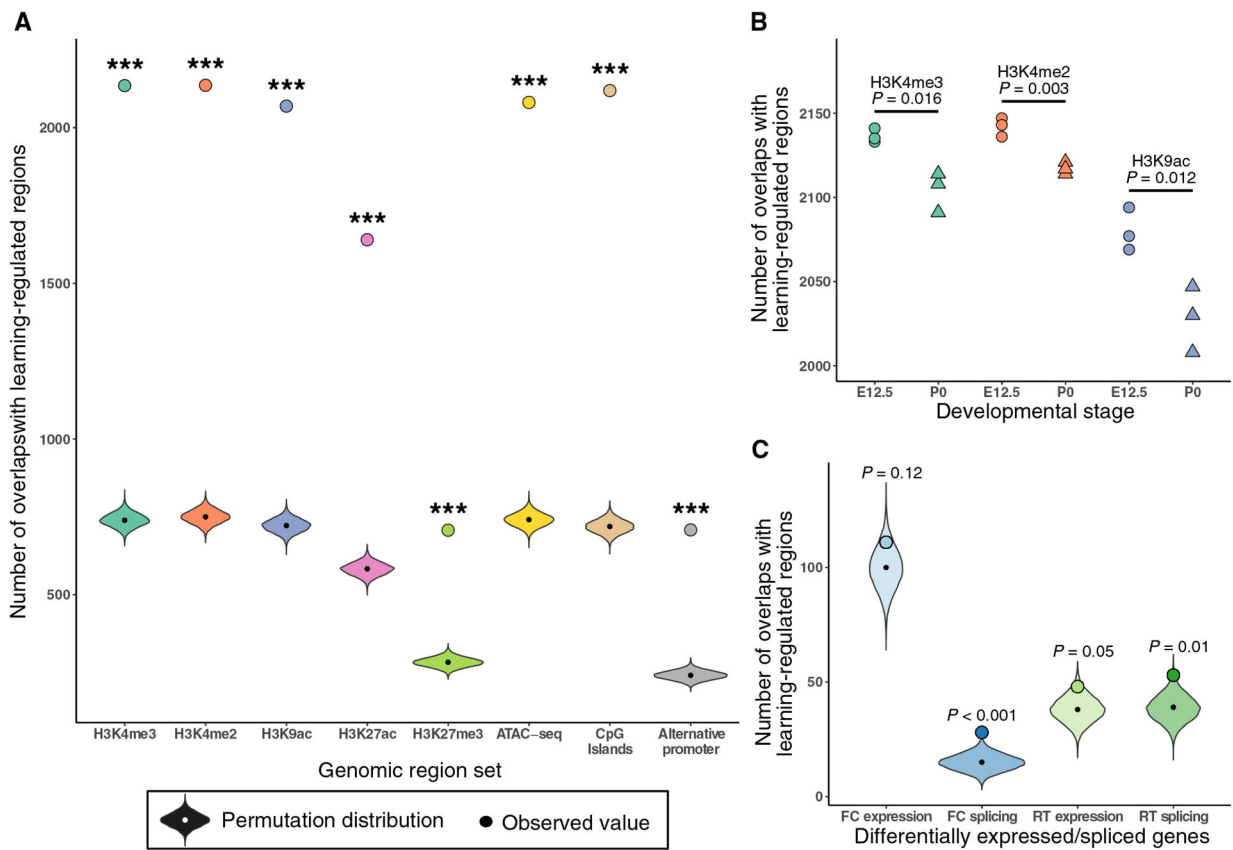 A
Number of overlapswith learning-regulated regions
2000
1500
1000
500
***
***
***
***
***
***
***
***
H3K4me3
H3K4me2
H3K9ac
H3K27ac
H3K27me3
ATAC−seq
CpG
Islands
Alternative
promoter
Genomic region set
Permutation distribution
Observed value
B
Number of overlaps with
learning-regulated regions
2150
2100
2050
2000
H3K4me3
P = 0.016
H3K4me2
P = 0.003
H3K9ac
P = 0.012
E12.5
P0
E12.5
P0
E12.5
P0
Developmental stage
C
Number of overlaps with
learning-regulated regions
100
50
0
P = 0.12
P < 0.001
P = 0.05
P = 0.01
FC expression
FC splicing
RT expression
RT splicing
Differentially expressed/spliced genes